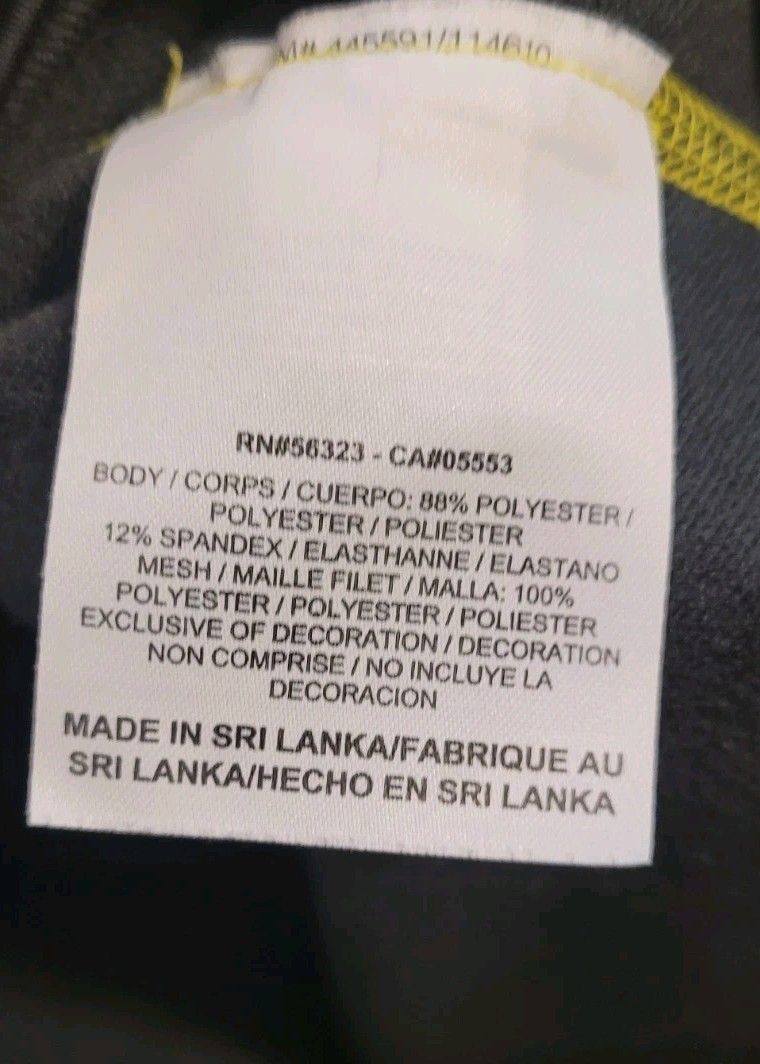 445591/114610
RN#56323 - CA#05553
BODY / CORPS / CUERPO: 88% POLYESTER /
POLYESTER / POLIESTER
12% SPANDEX / ELASTHANNE / ELASTANO
MESH / MAILLE FILET / MALLA: 100%
POLYESTER / POLYESTER / POLIESTER
EXCLUSIVE OF DECORATION / DECORATION
NON COMPRISE / NO INCLUYE LA
DECORACION
MADE IN SRI LANKA/FABRIQUE AU
SRI LANKA/HECHO EN SRI LANKA